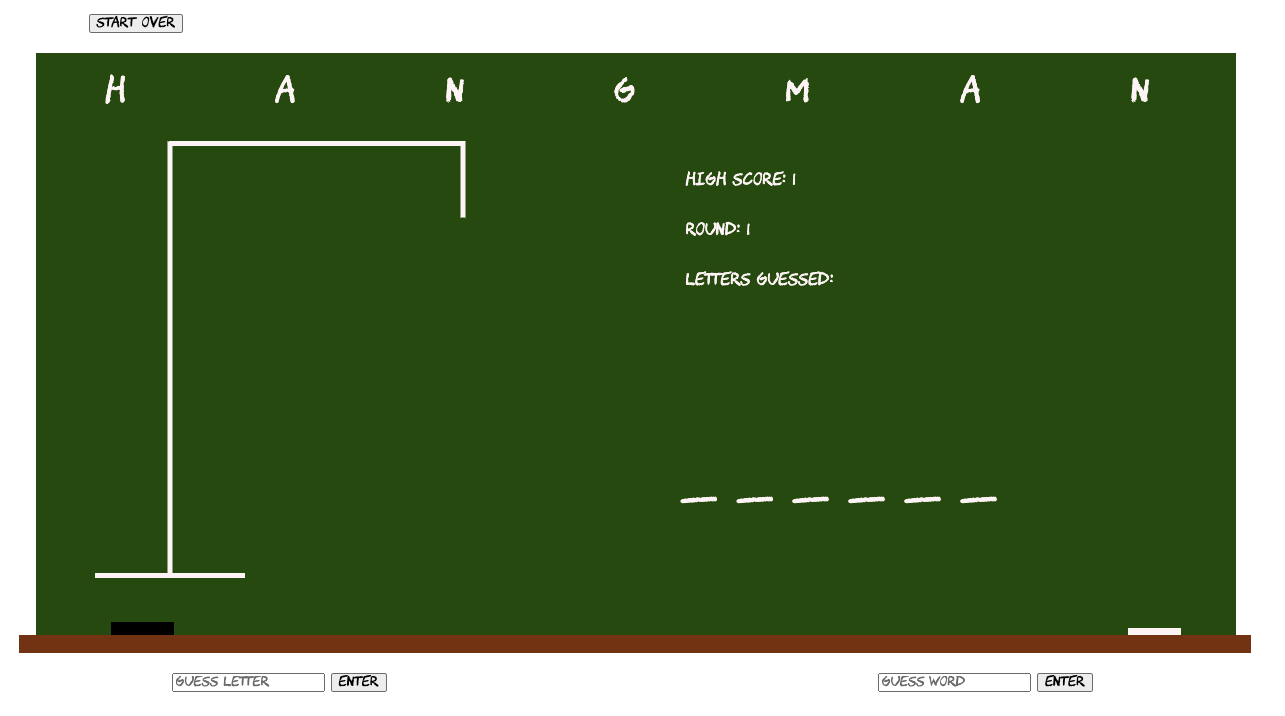 START OVER
H A N G M A N
HIGH SCORE: 1
ROUND: 1
LETTERS GUESSED:
_ _ _ _ _ _
GUESS LETTER ENTER GUESS WORD ENTER